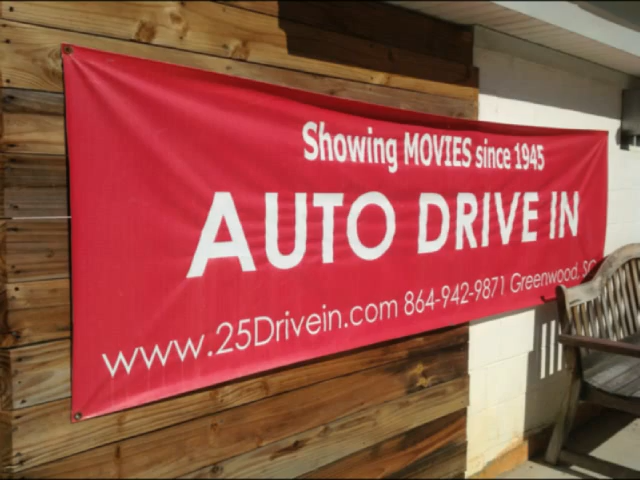 Showing MOVIES since 1945
AUTO DRIVE IN
www.25Drivein.com 864-942-9871 Greenwood, SC